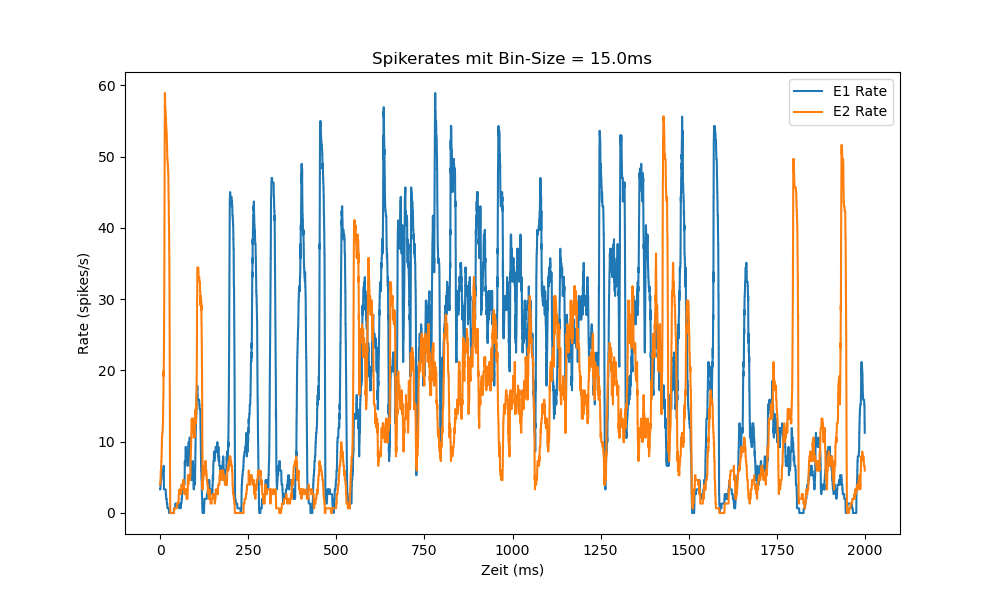 Spikerates mit Bin-Size = 15.0ms
E1 Rate
E2 Rate
60
50
40
30
20
10
0
Rate (spikes/s)
0 250 500 750 1000 1250 1500 1750 2000
Zeit (ms)